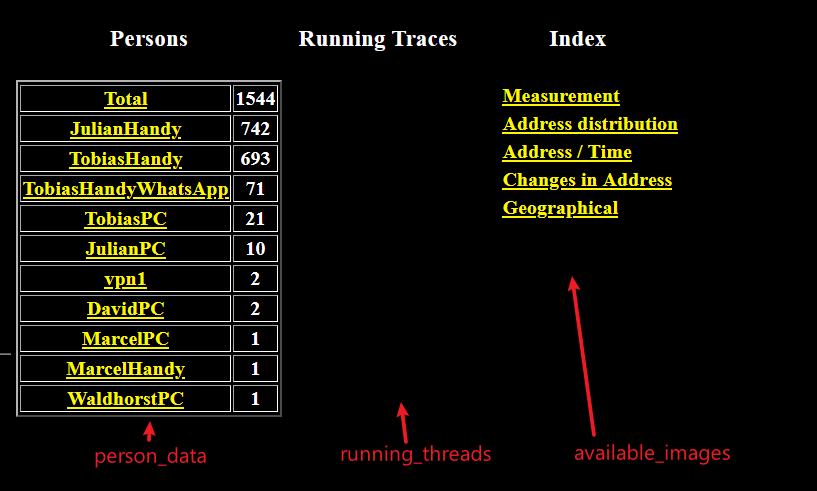 Persons Running Traces Index
Total 1544
JulianHandy 742
TobiasHandy 693
TobiasHandyWhatsApp 71
TobiasPC 21
JulianPC 10
vpn1 2
DavidPC 2
MarcelPC 1
MarcelHandy 1
WaldhorstPC 1
Measurement
Address distribution
Address / Time
Changes in Address
Geographical
person_data running_threads available_images